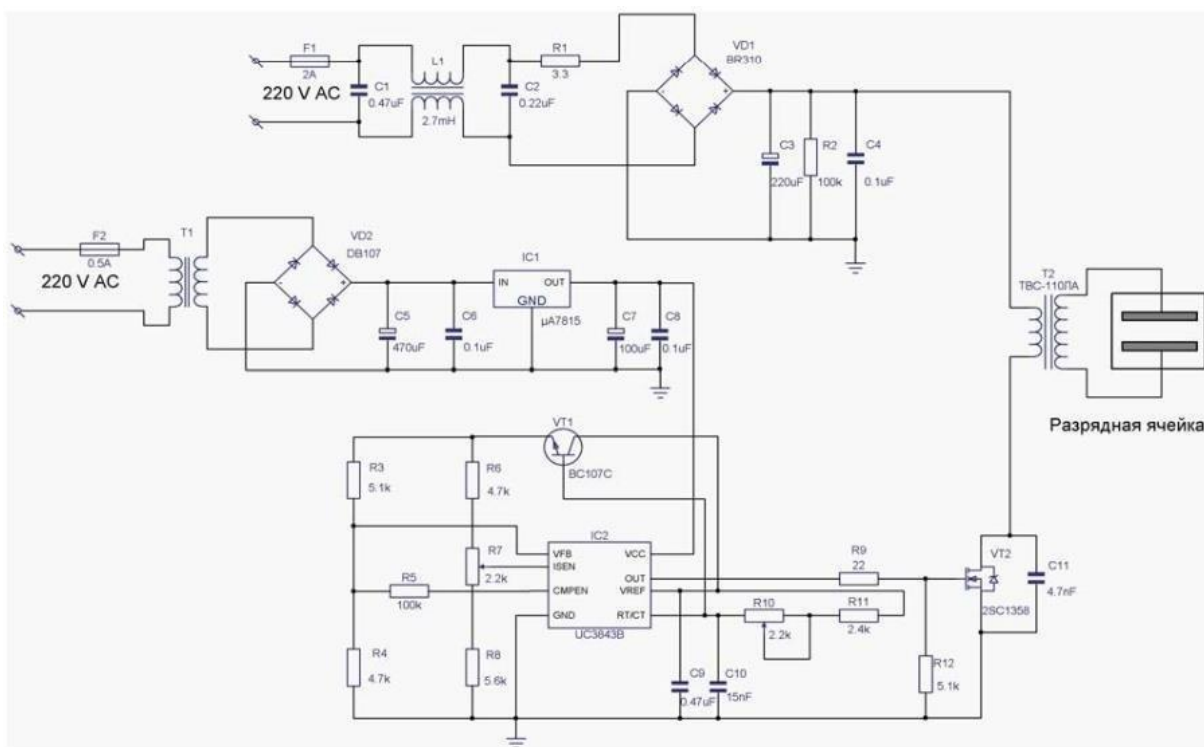 F1
2A
220 V AC
C1
0.47uF
L1
2.7mH
C2
0.22uF
R1
3.3
VD1
BR310
-
+
C3
220uF
R2
100k
C4
0.1uF
F2
0.5A
220 V AC
T1
VD2
DB107
-
+
C5
470uF
C6
0.1uF
IC1
IN
OUT
GND
µA7815
C7
100uF
C8
0.1uF
T2
ТВС-110ПА
Разрядная ячейка
VT1
BC107C
R3
5.1k
R6
4.7k
R7
2.2k
R5
100k
R4
4.7k
R8
5.6k
IC2
VFB
ISEN
CMPEN
GND
VCC
OUT
VREF
RT/CT
UC3843B
R9
22
R10
2.2k
R11
2.4k
C9
0.47uF
C10
15nF
R12
5.1k
VT2
2SC1358
C11
4.7nF